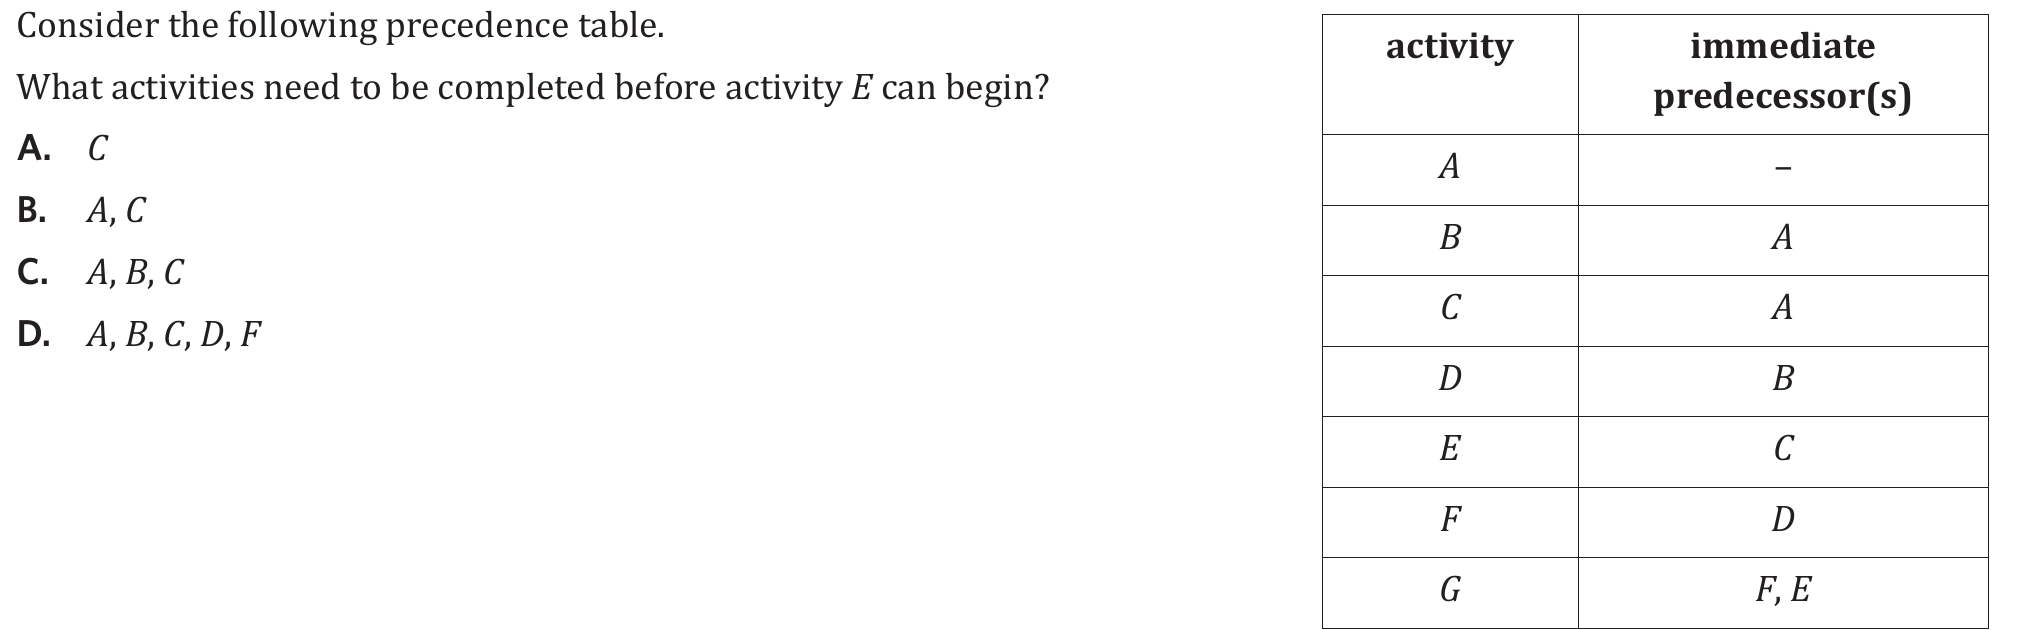 Consider the following precedence table.
What activities need to be completed before activity E can begin?
A. C
B. A, C
C. A, B, C
D. A, B, C, D, F
activity immediate
predecessor(s)
A –
B A
C A
D B
E C
F D
G F, E